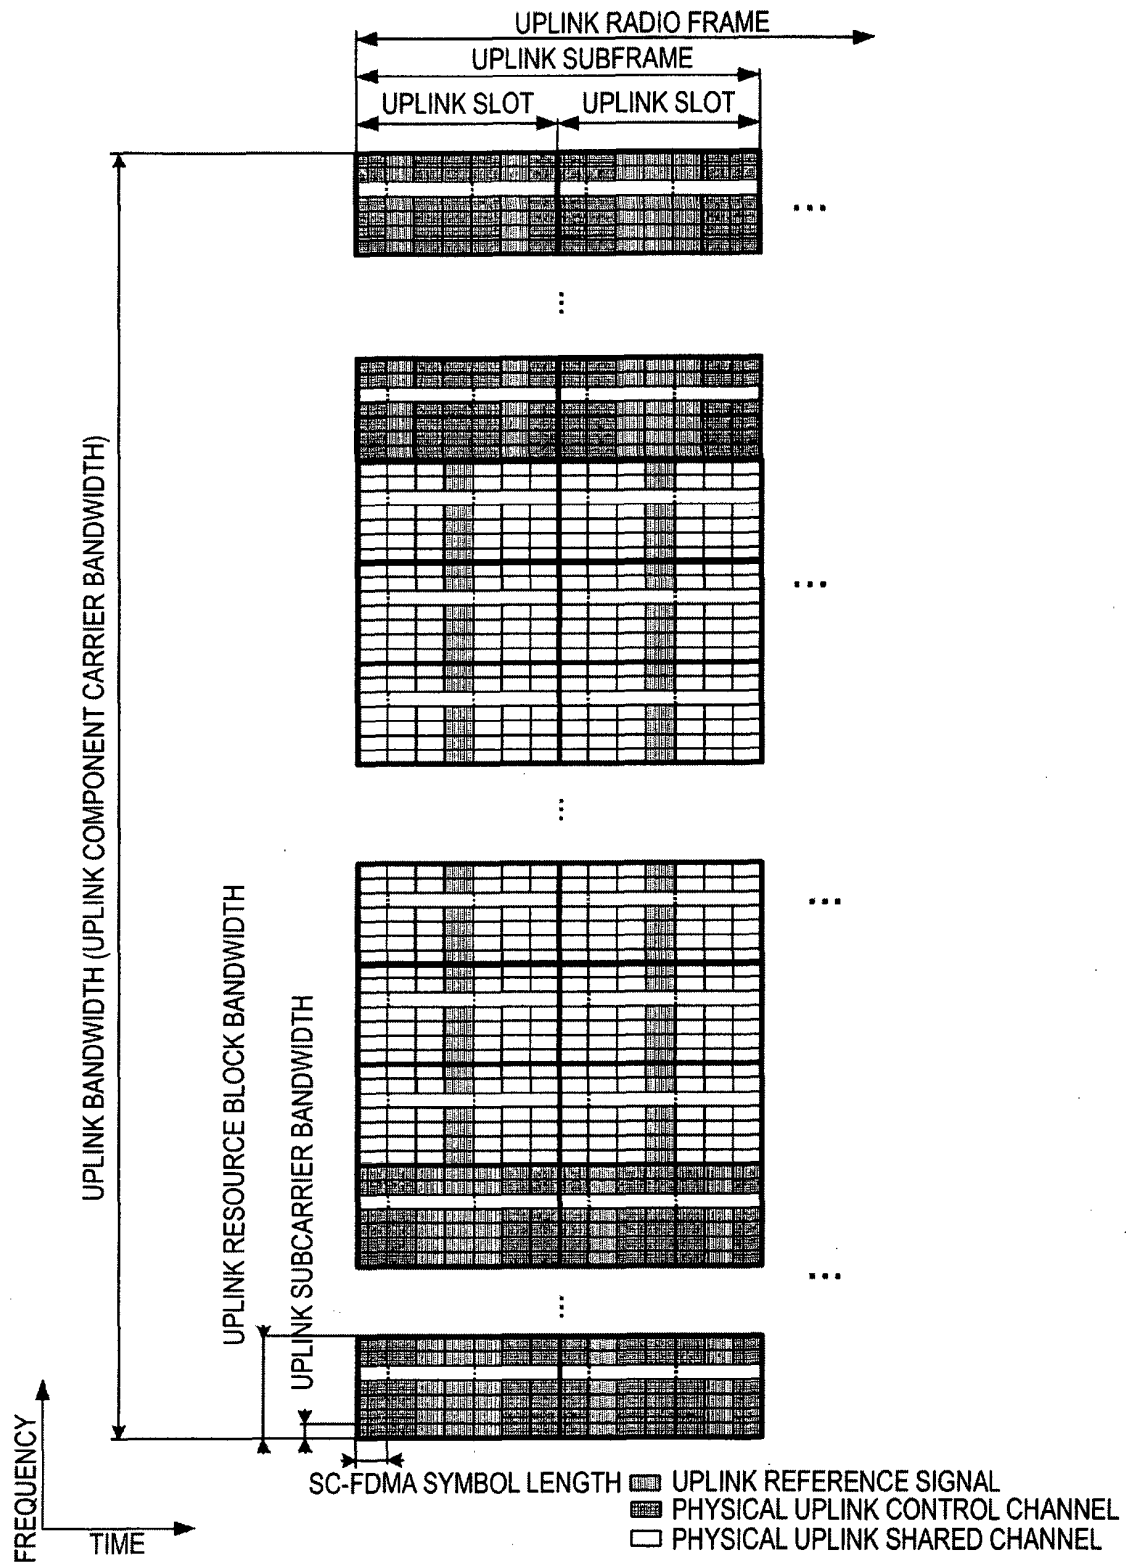 UPLINK RADIO FRAME
UPLINK SUBFRAME
UPLINK SLOT
UPLINK SLOT
...
...
...
...
...
...
...
UPLINK BANDWIDTH (UPLINK COMPONENT CARRIER BANDWIDTH)
UPLINK RESOURCE BLOCK BANDWIDTH
UPLINK SUBCARRIER BANDWIDTH
FREQUENCY
TIME
SC-FDMA SYMBOL LENGTH
UPLINK REFERENCE SIGNAL
PHYSICAL UPLINK CONTROL CHANNEL
PHYSICAL UPLINK SHARED CHANNEL